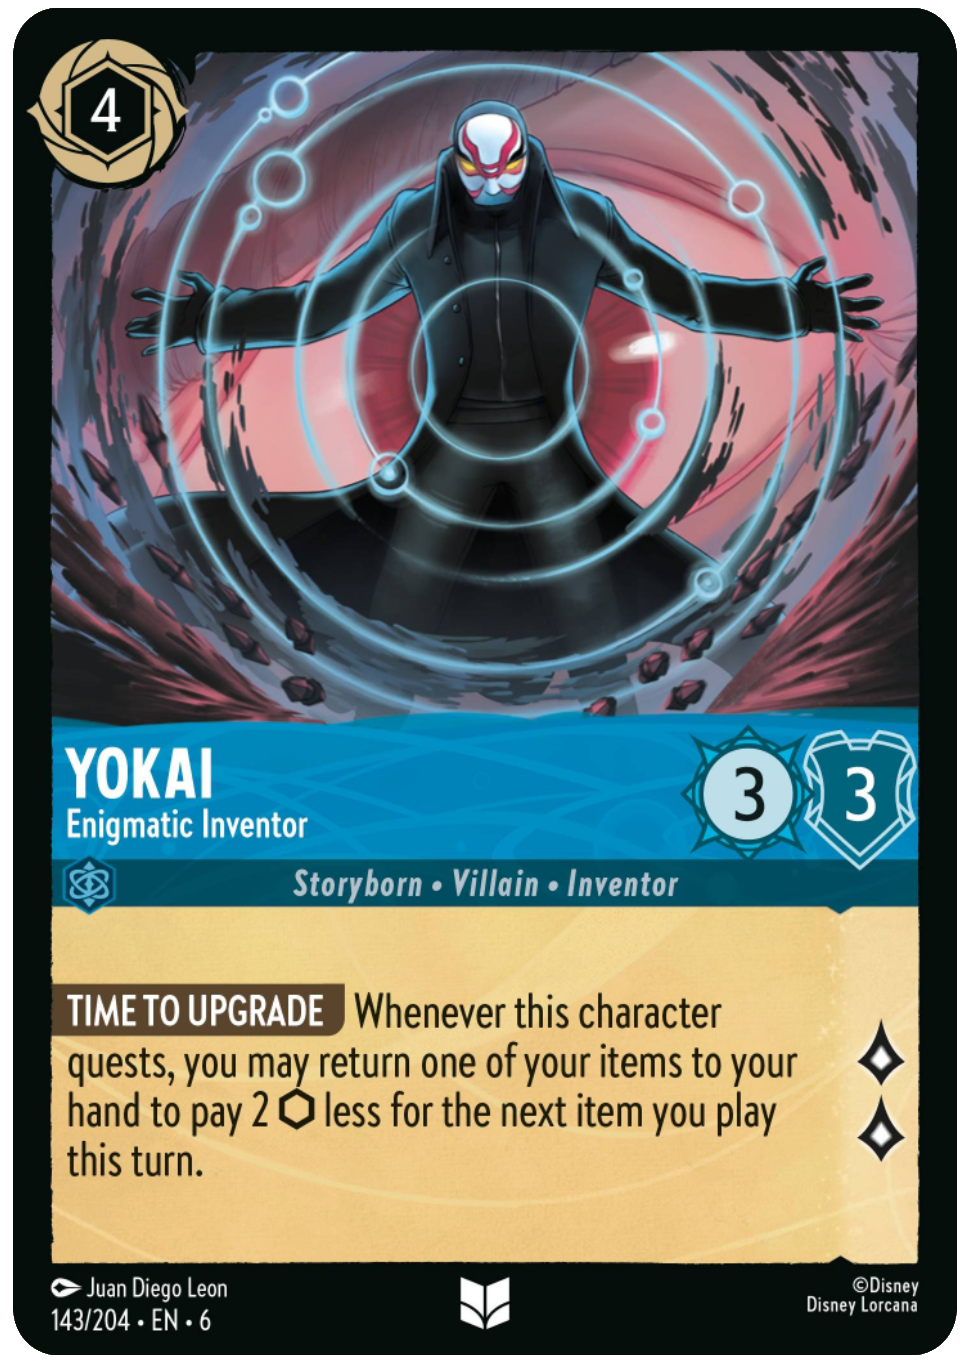 4
YOKAI
Enigmatic Inventor
3
3
Storyborn • Villain • Inventor
TIME TO UPGRADE Whenever this character
quests, you may return one of your items to your
hand to pay 2 ⬡ less for the next item you play
this turn.
Juan Diego Leon
143/204 • EN • 6
©Disney
Disney Lorcana